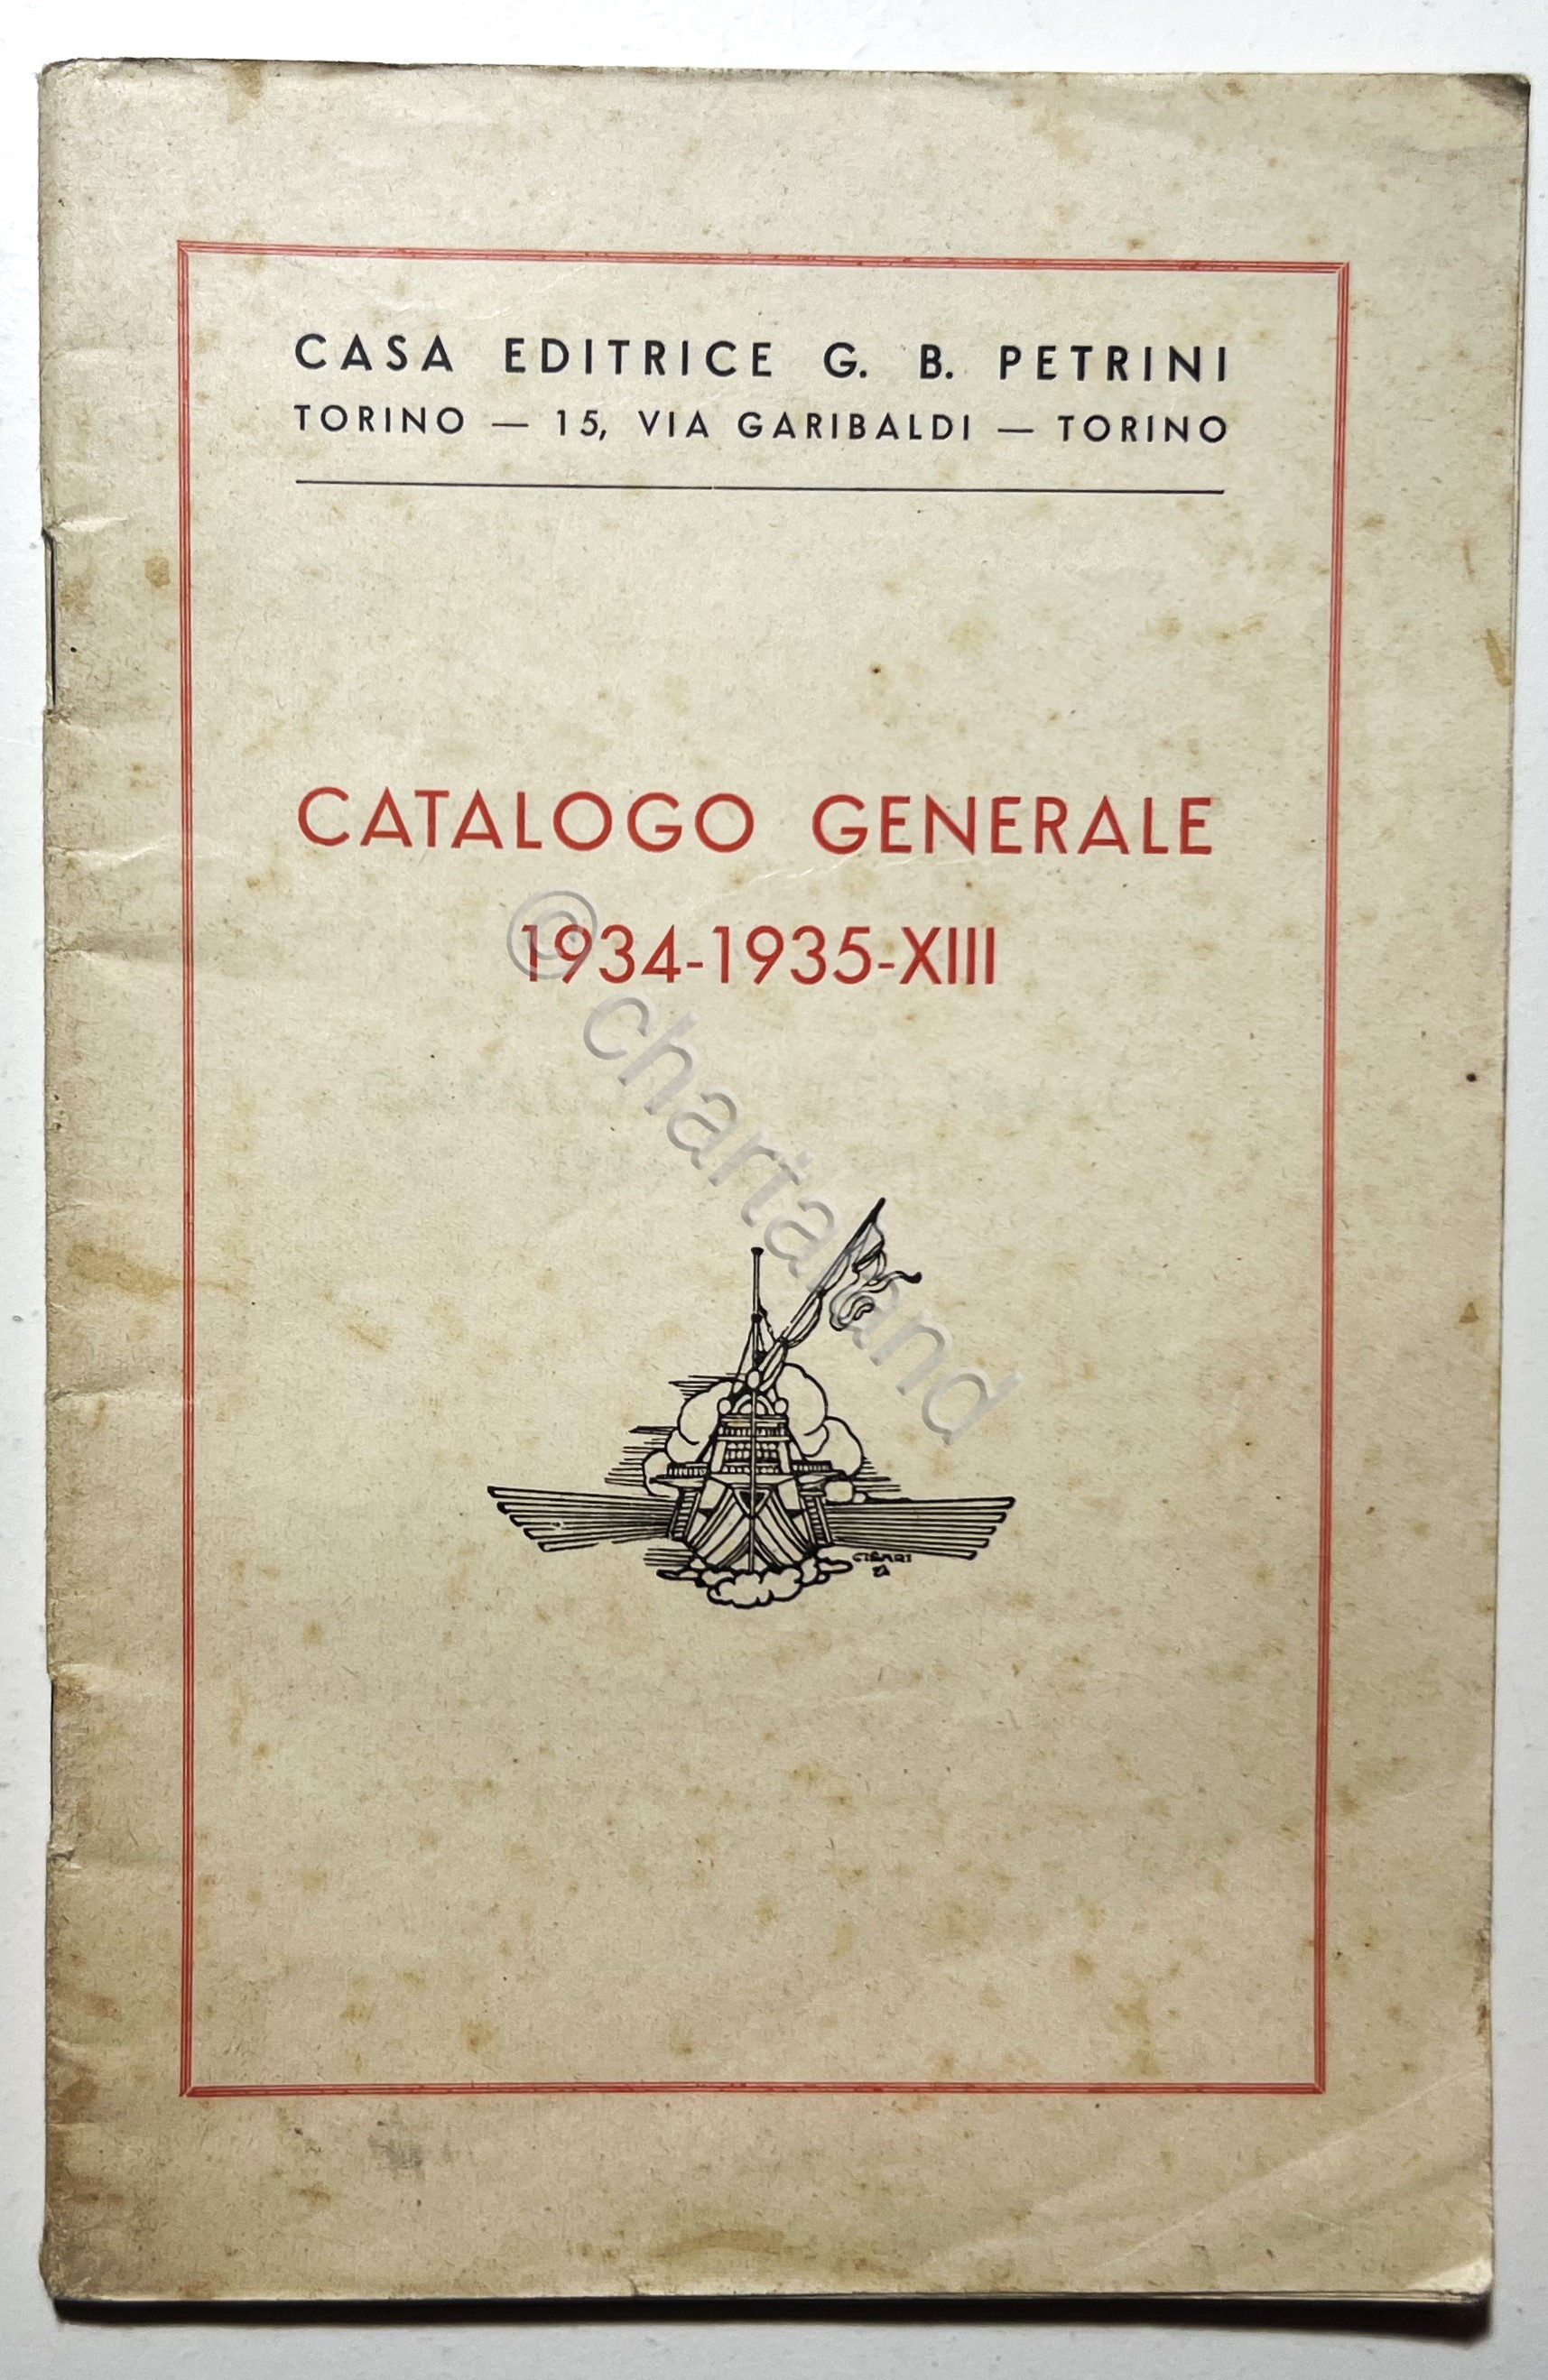 CASA EDITRICE G. B. PETRINI
TORINO — 15, VIA GARIBALDI — TORINO
CATALOGO GENERALE
1934-1935-XIII
© chartaland